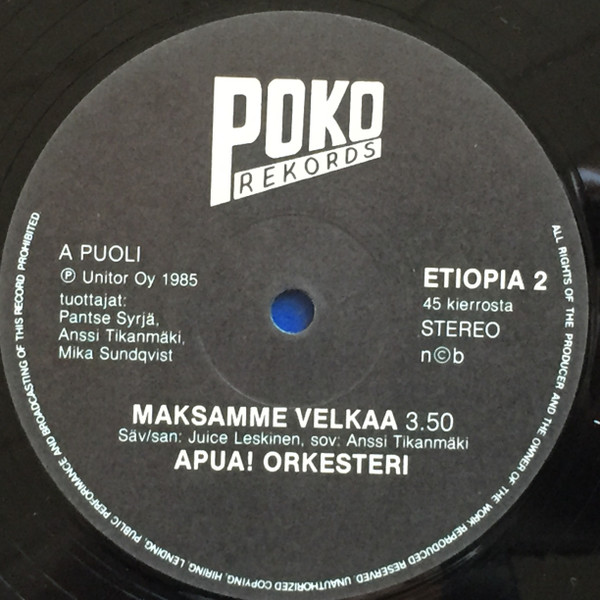 POKO
REKORDS
A PUOLI
℗ Unitor Oy 1985
tuottajat:
Pantse Syrjä,
Anssi Tikanmäki,
Mika Sundqvist
ETIOPIA 2
45 kierrosta
STEREO
n©b
MAKSAMME VELKAA 3.50
Säv/san: Juice Leskinen, sov: Anssi Tikanmäki
APUA! ORKESTERI
ALL RIGHTS OF THE PRODUCER AND THE OWNER OF THE WORK REPRODUCED RESERVED. UNAUTHORIZED COPYING, HIRING, LENDING, PUBLIC PERFORMANCE AND BROADCASTING OF THIS RECORD PROHIBITED